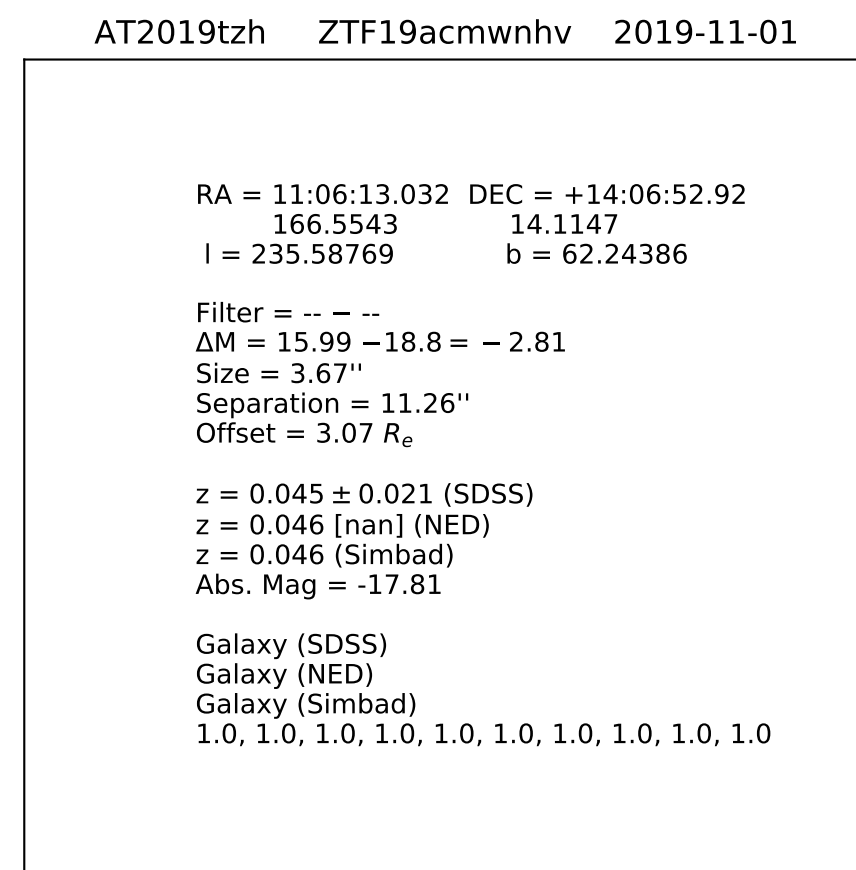 AT2019tzh ZTF19acmwnhv 2019-11-01
RA = 11:06:13.032 DEC = +14:06:52.92
166.5543 14.1147
l = 235.58769 b = 62.24386
Filter = -- − --
ΔM = 15.99 −18.8 = − 2.81
Size = 3.67''
Separation = 11.26''
Offset = 3.07 Re
z = 0.045 ± 0.021 (SDSS)
z = 0.046 [nan] (NED)
z = 0.046 (Simbad)
Abs. Mag = -17.81
Galaxy (SDSS)
Galaxy (NED)
Galaxy (Simbad)
1.0, 1.0, 1.0, 1.0, 1.0, 1.0, 1.0, 1.0, 1.0, 1.0